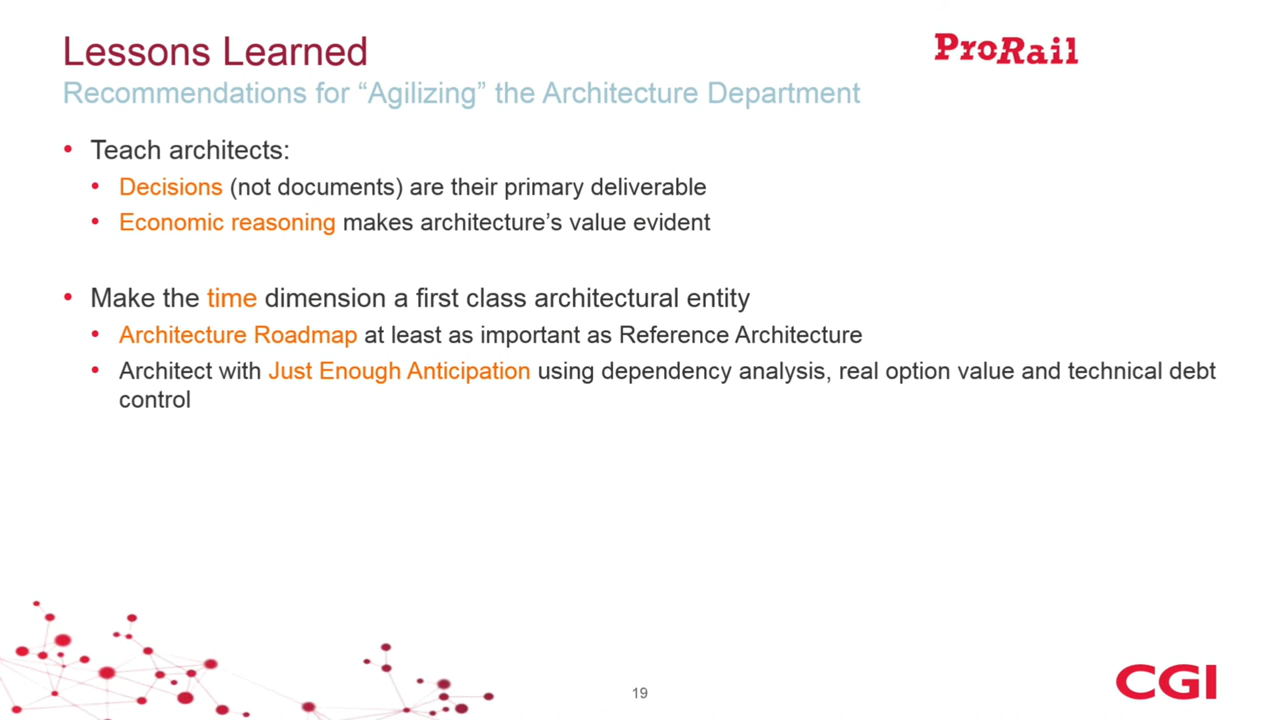 Lessons Learned
ProRail
Recommendations for “Agilizing” the Architecture Department
• Teach architects:
• Decisions (not documents) are their primary deliverable
• Economic reasoning makes architecture’s value evident
• Make the time dimension a first class architectural entity
• Architecture Roadmap at least as important as Reference Architecture
• Architect with Just Enough Anticipation using dependency analysis, real option value and technical debt
control
19
CGI